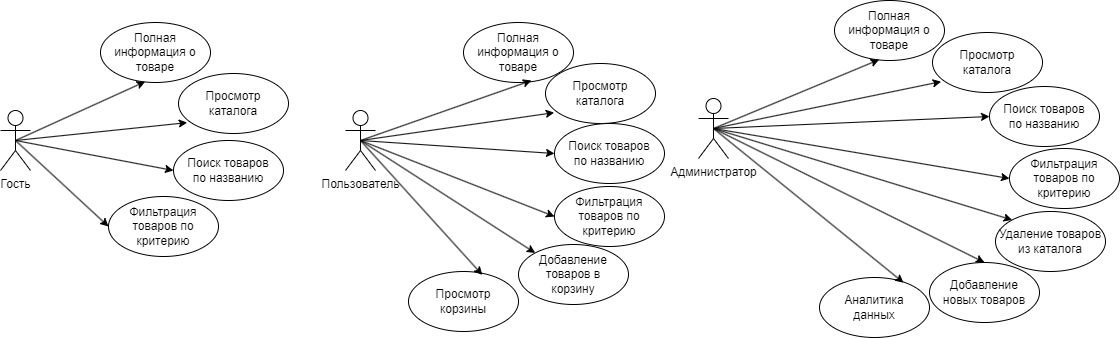 Полная
информация о
товаре
Просмотр
каталога
Поиск товаров
по названию
Фильтрация
товаров по
критерию
Гость
Полная
информация о
товаре
Просмотр
каталога
Поиск товаров
по названию
Фильтрация
товаров по
критерию
Добавление
товаров в
корзину
Просмотр
корзины
Пользователь
Полная
информация о
товаре
Просмотр
каталога
Поиск товаров
по названию
Фильтрация
товаров по
критерию
Удаление товаров
из каталога
Добавление
новых товаров
Аналитика
данных
Администратор